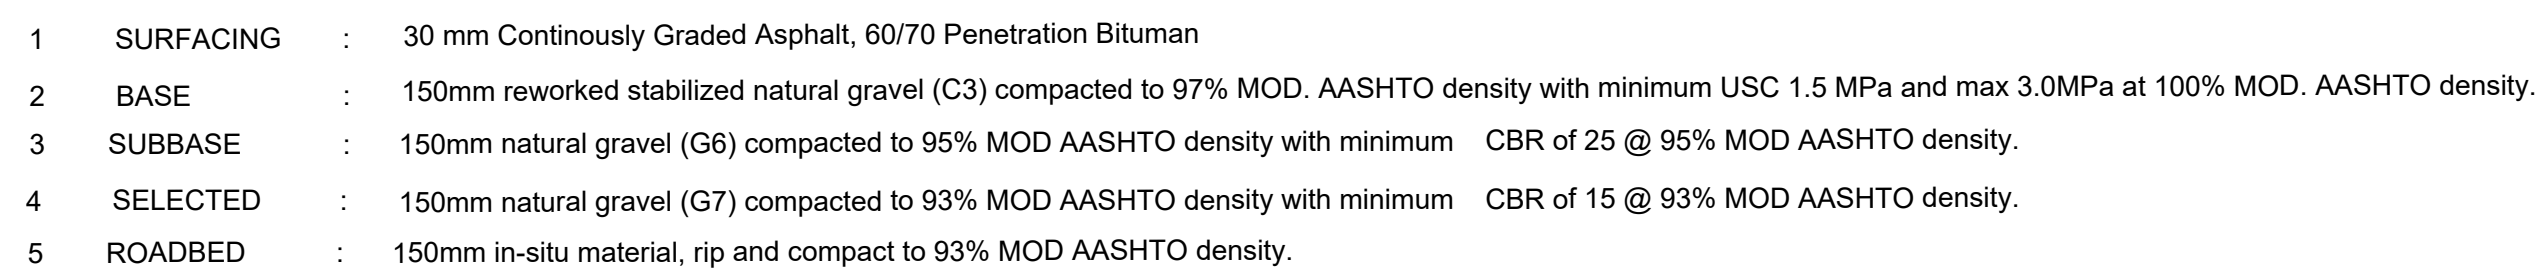 1 SURFACING : 30 mm Continously Graded Asphalt, 60/70 Penetration Bituman
2 BASE : 150mm reworked stabilized natural gravel (C3) compacted to 97% MOD. AASHTO density with minimum USC 1.5 MPa and max 3.0MPa at 100% MOD. AASHTO density.
3 SUBBASE : 150mm natural gravel (G6) compacted to 95% MOD AASHTO density with minimum CBR of 25 @ 95% MOD AASHTO density.
4 SELECTED : 150mm natural gravel (G7) compacted to 93% MOD AASHTO density with minimum CBR of 15 @ 93% MOD AASHTO density.
5 ROADBED : 150mm in-situ material, rip and compact to 93% MOD AASHTO density.